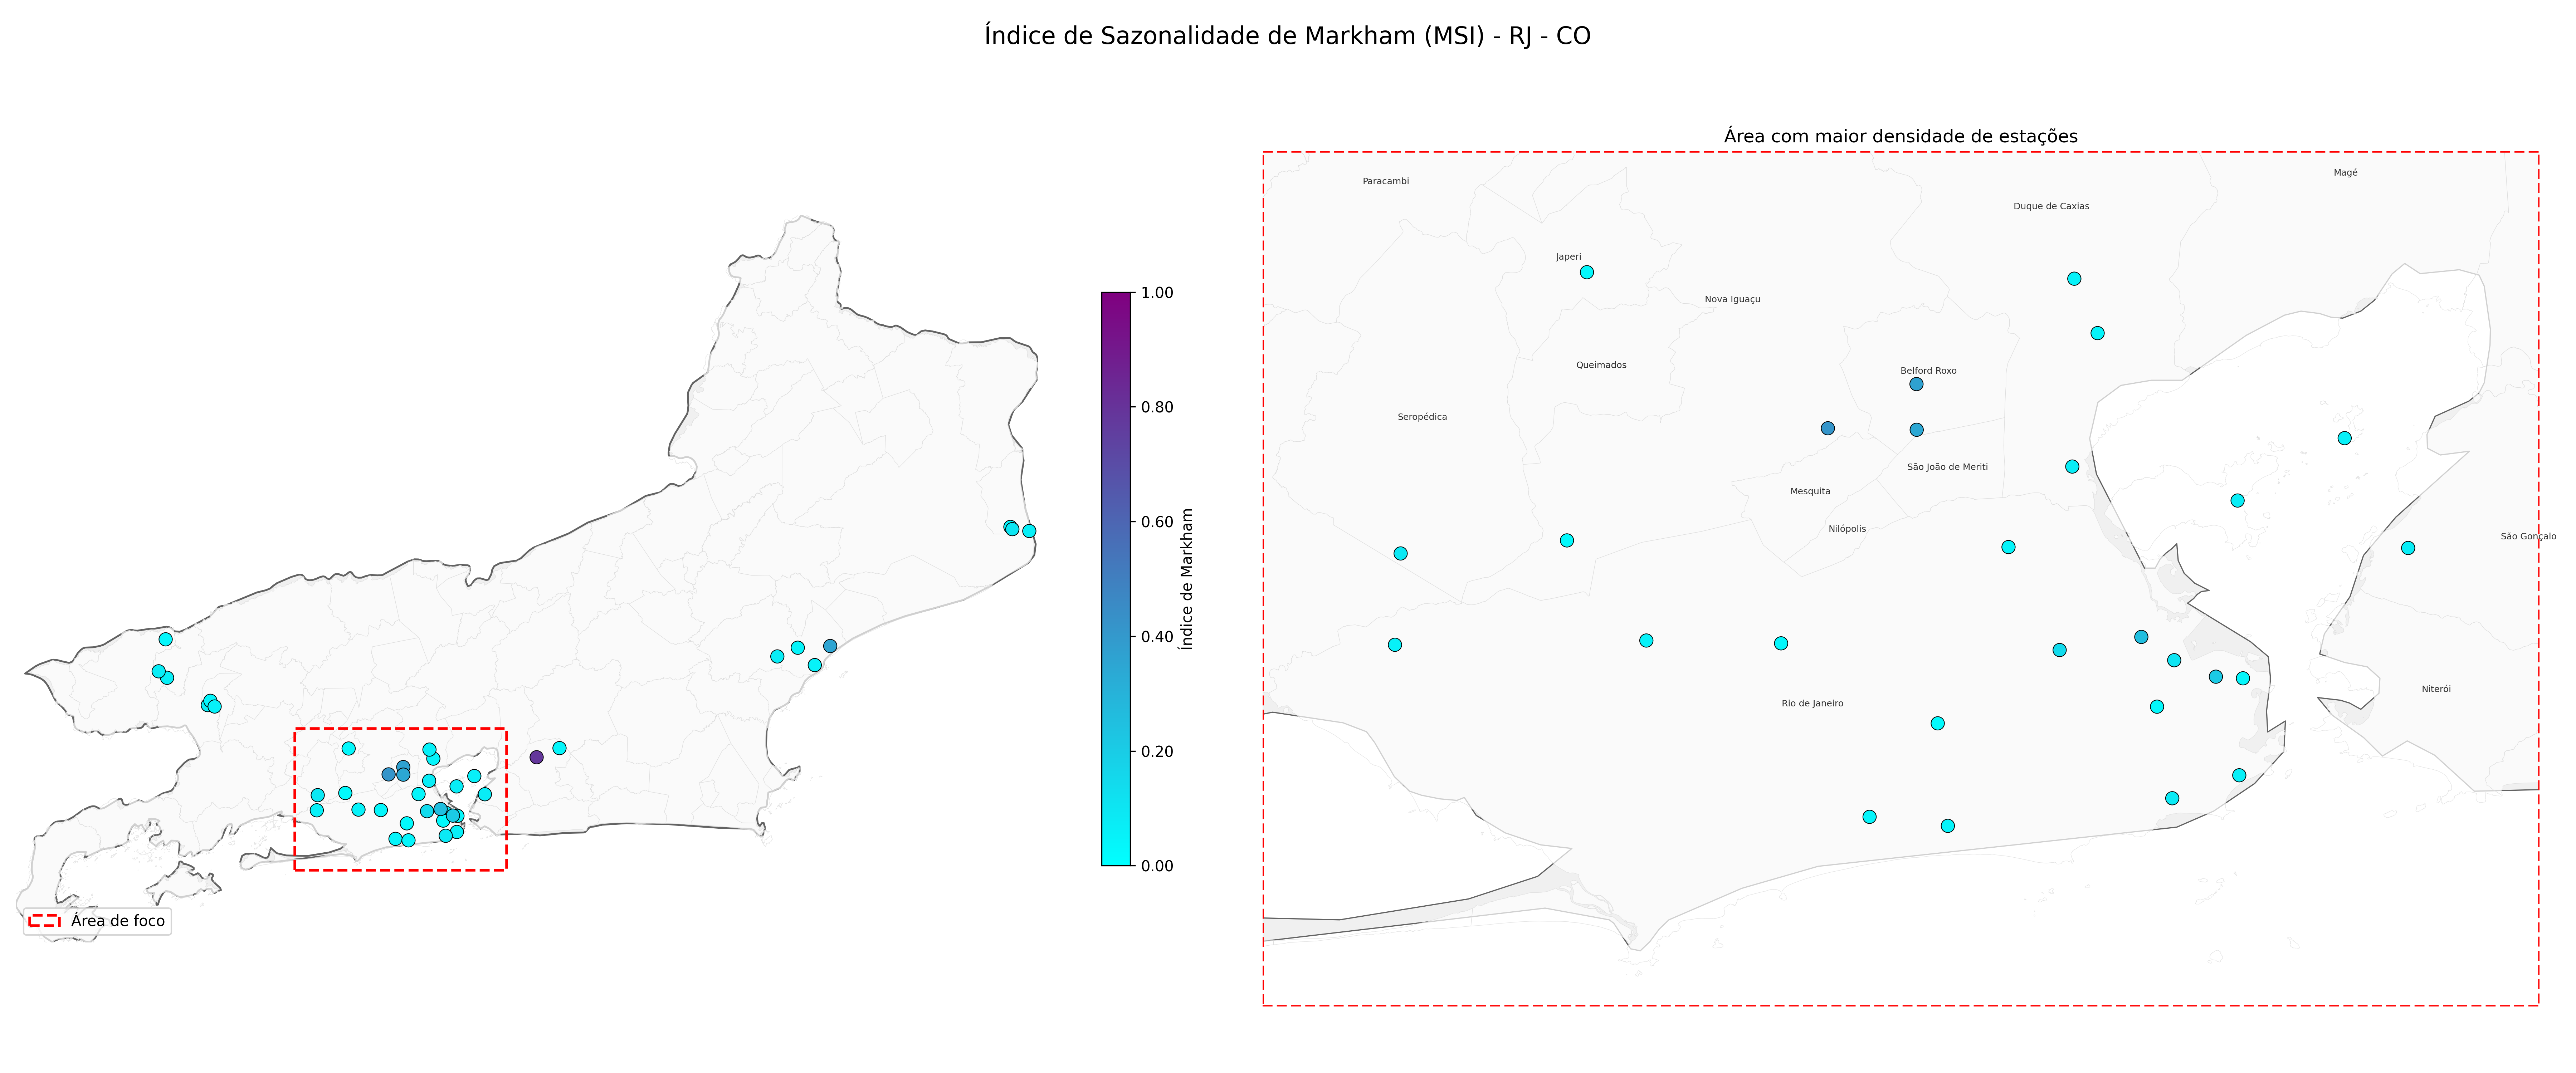 Índice de Sazonalidade de Markham (MSI) - RJ - CO
Área de foco
1.00
0.80
0.60
0.40
0.20
0.00
Índice de Markham
Área com maior densidade de estações
Paracambi
Magé
Duque de Caxias
Japeri
Nova Iguaçu
Queimados
Belford Roxo
Seropédica
São João de Meriti
Mesquita
Nilópolis
São Gonçalo
Niterói
Rio de Janeiro